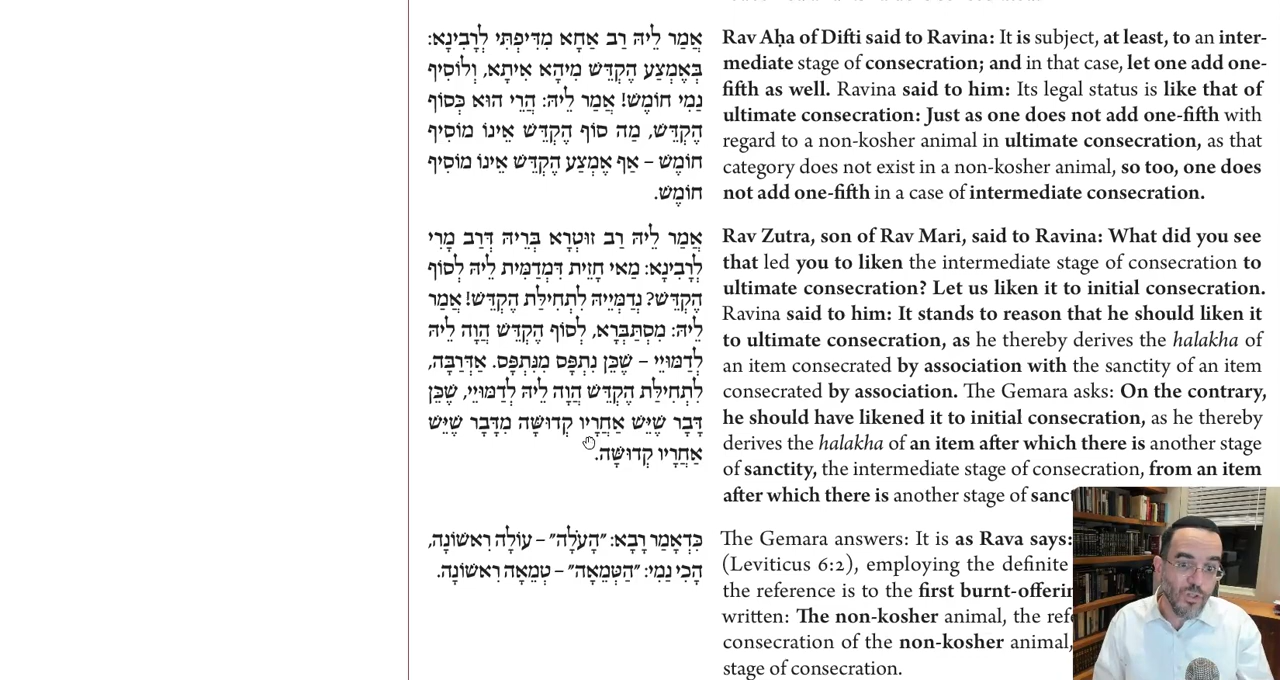 אָמַר לֵיהּ רַב אַחָא מִדִּיפְתִּי לְרָבִינָא:
בְּאֶמְצַע הֶקְדֵּשׁ מִיהָא אִיתָא, וְלוֹסִיף
נַמִי חוֹמֶשׁ! אֲמַר לֵיהּ: הֲרֵי הוּא כְּסוֹף
הֶקְדֵּשׁ, מַה סּוֹף הֶקְדֵּשׁ אֵינוֹ מוֹסִיף
חוֹמֶשׁ – אַף אֶמְצַע הֶקְדֵּשׁ אֵינוֹ מוֹסִיף
חוֹמֶשׁ.
Rav Aḥa of Difti said to Ravina: It is subject, at least, to an inter-
mediate stage of consecration; and in that case, let one add one-
fifth as well. Ravina said to him: Its legal status is like that of
ultimate consecration: Just as one does not add one-fifth with
regard to a non-kosher animal in ultimate consecration, as that
category does not exist in a non-kosher animal, so too, one does
not add one-fifth in a case of intermediate consecration.
אֲמַר לֵיהּ רַב זוּטְרָא בְּרֵיהּ דְּרַב מָרִי
לְרָבִינָא: מַאי חָזֵית דִּמְדַמִּית לֵיהּ לְסוֹף
הֶקְדֵּשׁ? נְדַמְּיֵיהּ לִתְחִילַּת הֶקְדֵּשׁ! אֲמַר
לֵיהּ: מִסְתַּבְּרָא, לְסוֹף הֶקְדֵּשׁ הֲוָה לֵיהּ
לְדַמּוּיֵי – שֶׁכֵּן נִתְפָּס מִנִּתְפָּס. אַדְּרַבָּה,
לִתְחִילַּת הֶקְדֵּשׁ הֲוָה לֵיהּ לְדַמּוּיֵי, שֶׁכֵּן
דָּבָר שֶׁיֵּשׁ אַחֲרָיו קְדוּשָּׁה מִדָּבָר שֶׁיֵּשׁ
אַחֲרָיו קְדוּשָּׁה.
Rav Zutra, son of Rav Mari, said to Ravina: What did you see
that led you to liken the intermediate stage of consecration to
ultimate consecration? Let us liken it to initial consecration.
Ravina said to him: It stands to reason that he should liken it
to ultimate consecration, as he thereby derives the halakha of
an item consecrated by association with the sanctity of an item
consecrated by association. The Gemara asks: On the contrary,
he should have likened it to initial consecration, as he thereby
derives the halakha of an item after which there is another stage
of sanctity, the intermediate stage of consecration, from an item
after which there is another stage of
כִּדְאָמַר רָבָא: ״הָעֹלָה״ – עוֹלָה רִאשׁוֹנָה,
הָכִי נַמִי: ״הַטְּמֵאָה״ – טְמֵאָה רִאשׁוֹנָה.
The Gemara answers: It is as Rava says:
(Leviticus 6:2), employing the definite
the reference is to the first
written: The non-kosher animal, the
consecration of the non-kosher animal,
stage of consecration.